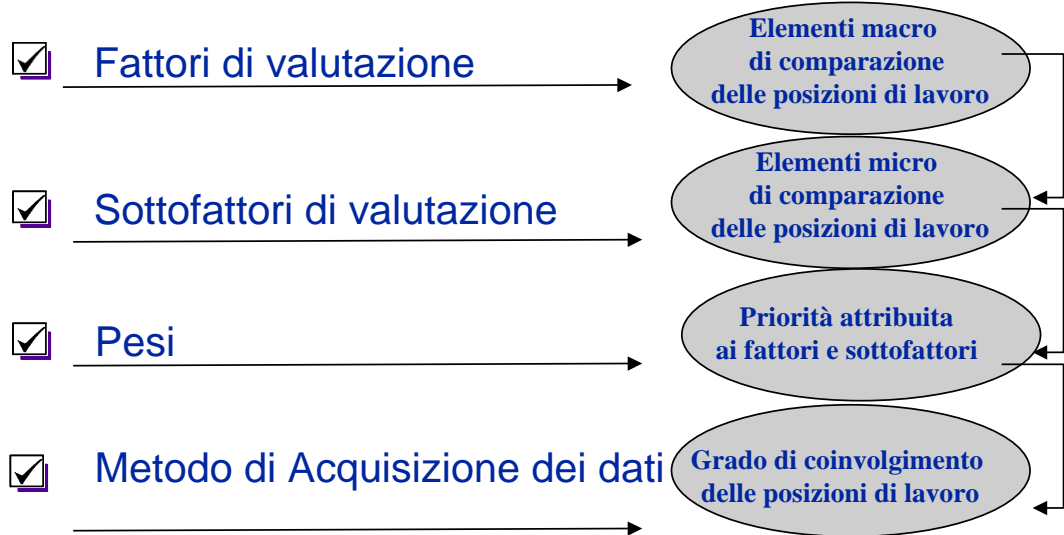 Fattori di valutazione
Elementi macro
di comparazione
delle posizioni di lavoro
Sottofattori di valutazione
Elementi micro
di comparazione
delle posizioni di lavoro
Pesi
Priorità attribuita
ai fattori e sottofattori
Metodo di Acquisizione dei dati
Grado di coinvolgimento
delle posizioni di lavoro